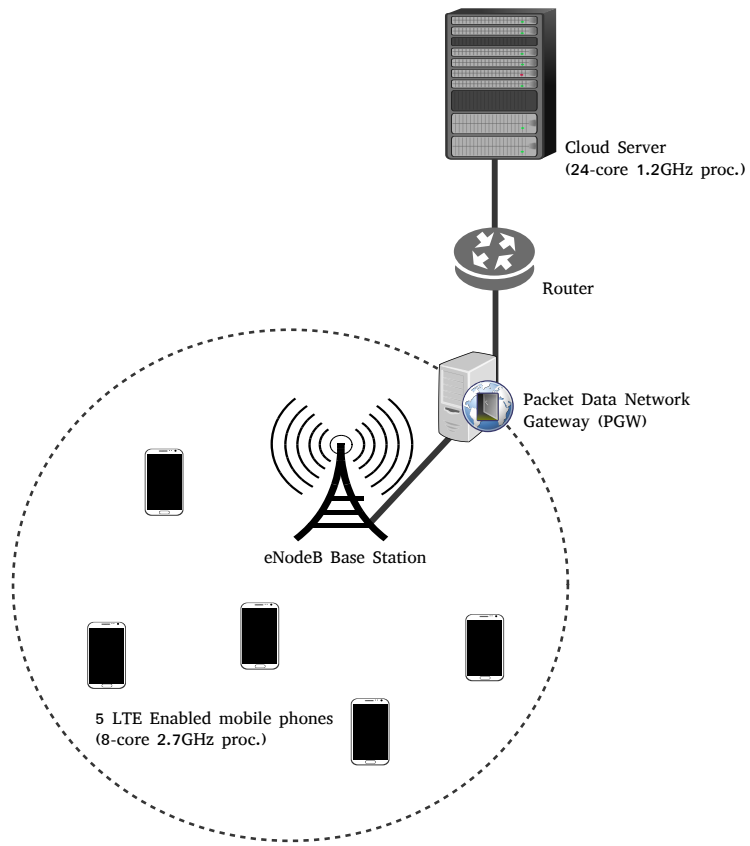 Cloud Server
(24-core 1.2GHz proc.)
Router
Packet Data Network
Gateway (PGW)
eNodeB Base Station
5 LTE Enabled mobile phones
(8-core 2.7GHz proc.)